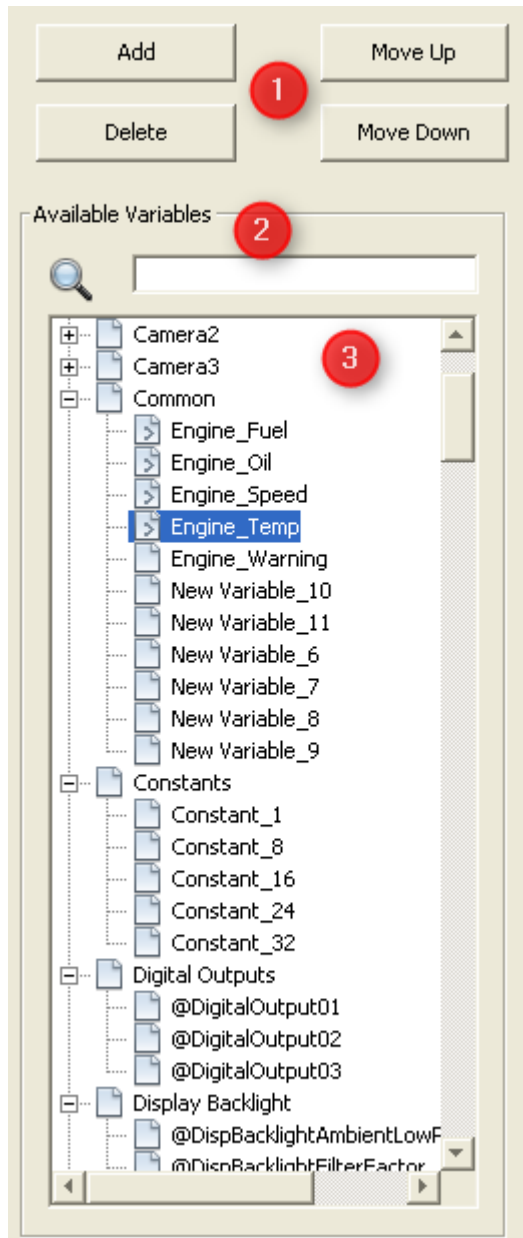 Add
Move Up
1
Delete
Move Down
Available Variables
2
3
Camera2
Camera3
Common
Engine_Fuel
Engine_Oil
Engine_Speed
Engine_Temp
Engine_Warning
New Variable_10
New Variable_11
New Variable_6
New Variable_7
New Variable_8
New Variable_9
Constants
Constant_1
Constant_8
Constant_16
Constant_24
Constant_32
Digital Outputs
@DigitalOutput01
@DigitalOutput02
@DigitalOutput03
Display Backlight
@DispBacklightAmbientLowF
@DispBacklightFilterFactor